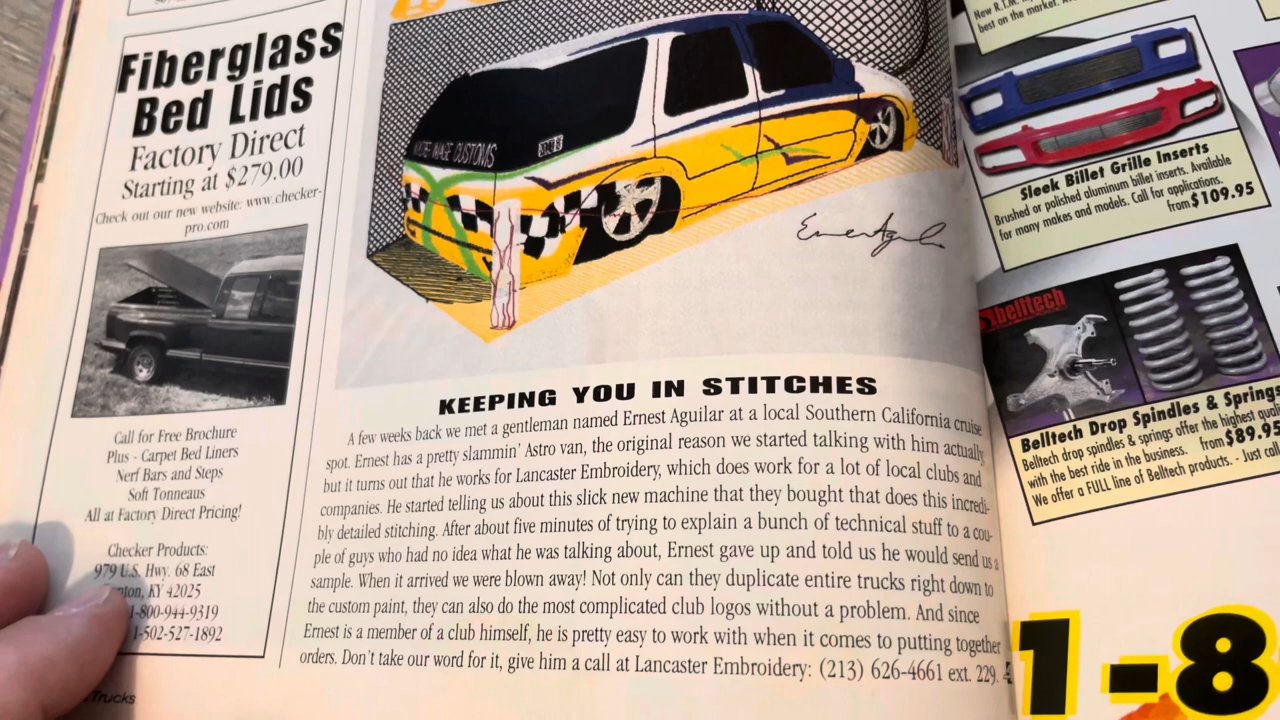 Fiberglass
Bed Lids
Factory Direct
Starting at $279.00
Check out our new website: www.checker-
pro.com
Call for Free Brochure
Plus - Carpet Bed Liners
Nerf Bars and Steps
Soft Tonneaus
All at Factory Direct Pricing!
Checker Products:
979 U.S. Hwy. 68 East
KY 42025
1-800-944-9319
1-502-527-1892
Trucks
IMAGE CUSTOMS
KEEPING YOU IN STITCHES
A few weeks back we met a gentleman named Ernest Aguilar at a local Southern California cruise
spot. Ernest has a pretty slammin' Astro van, the original reason we started talking with him actually,
but it turns out that he works for Lancaster Embroidery, which does work for a lot of local clubs and
companies. He started telling us about this slick new machine that they bought that does this incredi-
bly detailed stitching. After about five minutes of trying to explain a bunch of technical stuff to a cou-
ple of guys who had no idea what he was talking about, Ernest gave up and told us he would send us a
sample. When it arrived we were blown away! Not only can they duplicate entire trucks right down to
the custom paint, they can also do the most complicated club logos without a problem. And since
Ernest is a member of a club himself, he is pretty easy to work with when it comes to putting together
orders. Don't take our word for it, give him a call at Lancaster Embroidery: (213) 626-4661 ext. 229.
New R.T.M.
best on the market.
Sleek Billet Grille Inserts
Brushed or polished aluminum billet inserts. Available
for many makes and models. Call for applications.
from $109.95
belltech
Belltech Drop Spindles & Springs
Belltech drop spindles & springs offer the highest
with the best ride in the business. from $89.95
We offer a FULL line of Belltech products. - Just call
1-8